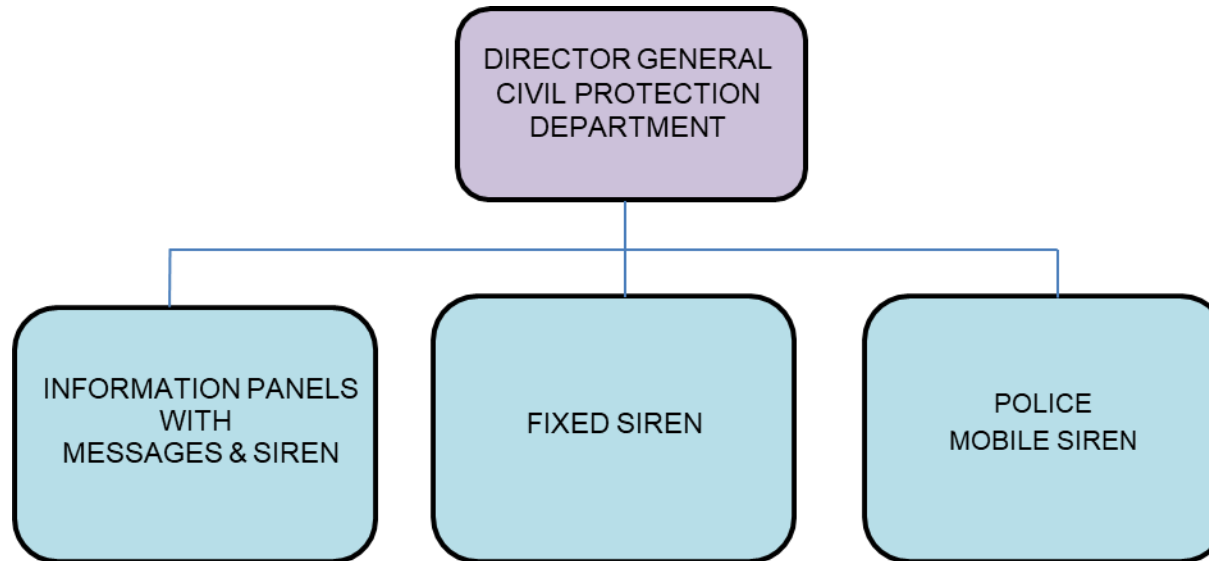 DIRECTOR GENERAL
CIVIL PROTECTION
DEPARTMENT
INFORMATION PANELS
WITH
MESSAGES & SIREN
FIXED SIREN
POLICE
MOBILE SIREN